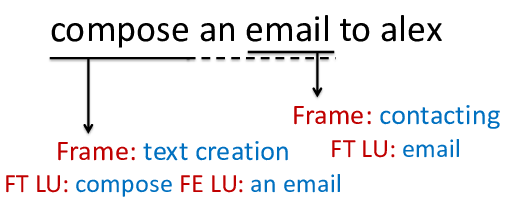 compose an email to alex
Frame: contacting
FT LU: email
Frame: text creation
FT LU: compose FE LU: an email